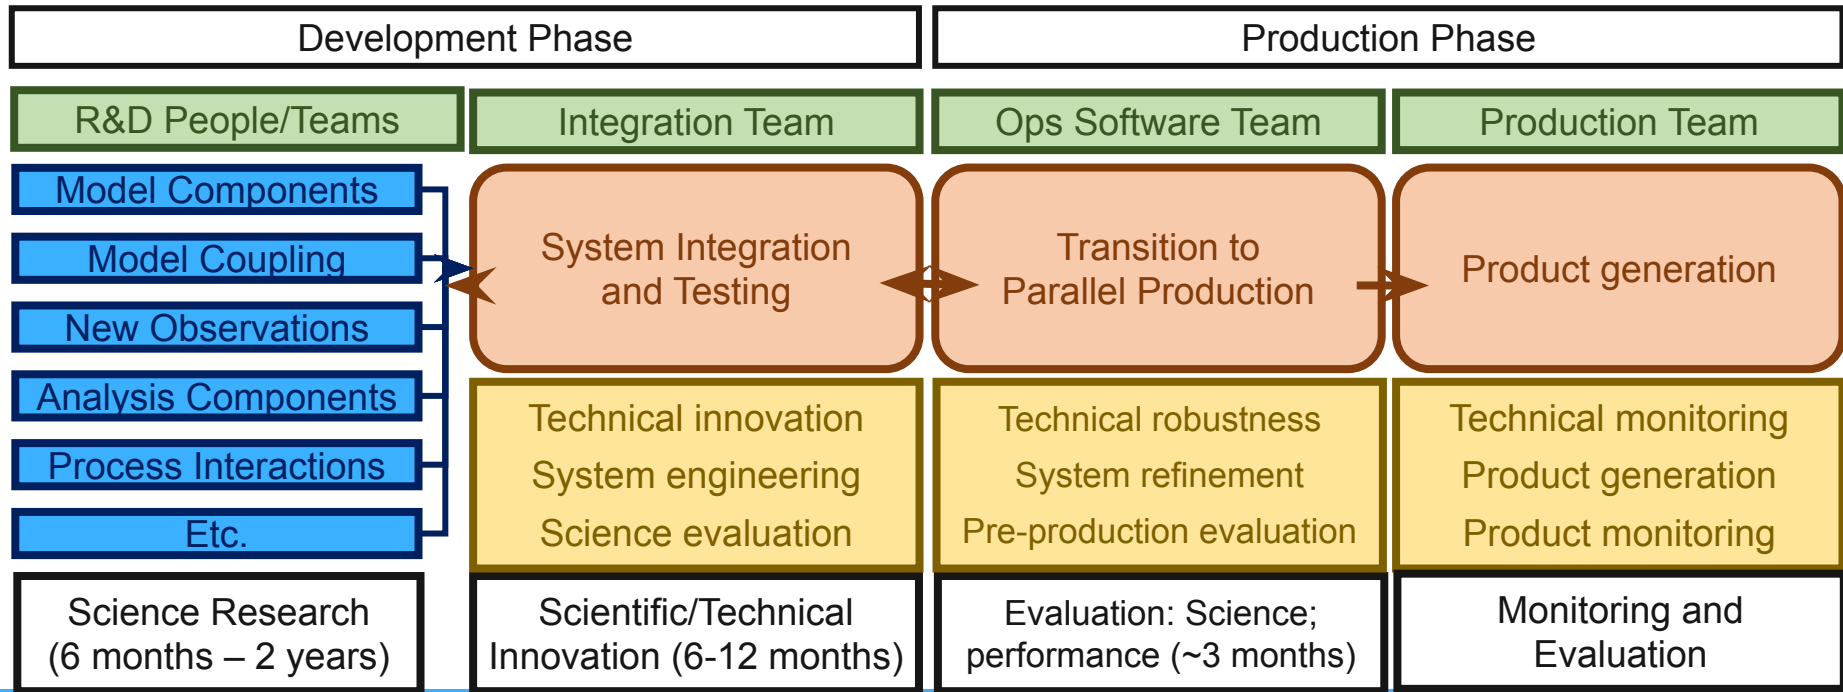 Development Phase
Production Phase
R&D People/Teams
Integration Team
Ops Software Team
Production Team
Model Components
Model Coupling
New Observations
Analysis Components
Process Interactions
Etc.
System Integration
and Testing
Transition to
Parallel Production
Product generation
Technical innovation
System engineering
Science evaluation
Technical robustness
System refinement
Pre-production evaluation
Technical monitoring
Product generation
Product monitoring
Science Research
(6 months – 2 years)
Scientific/Technical
Innovation (6-12 months)
Evaluation: Science;
performance (~3 months)
Monitoring and
Evaluation